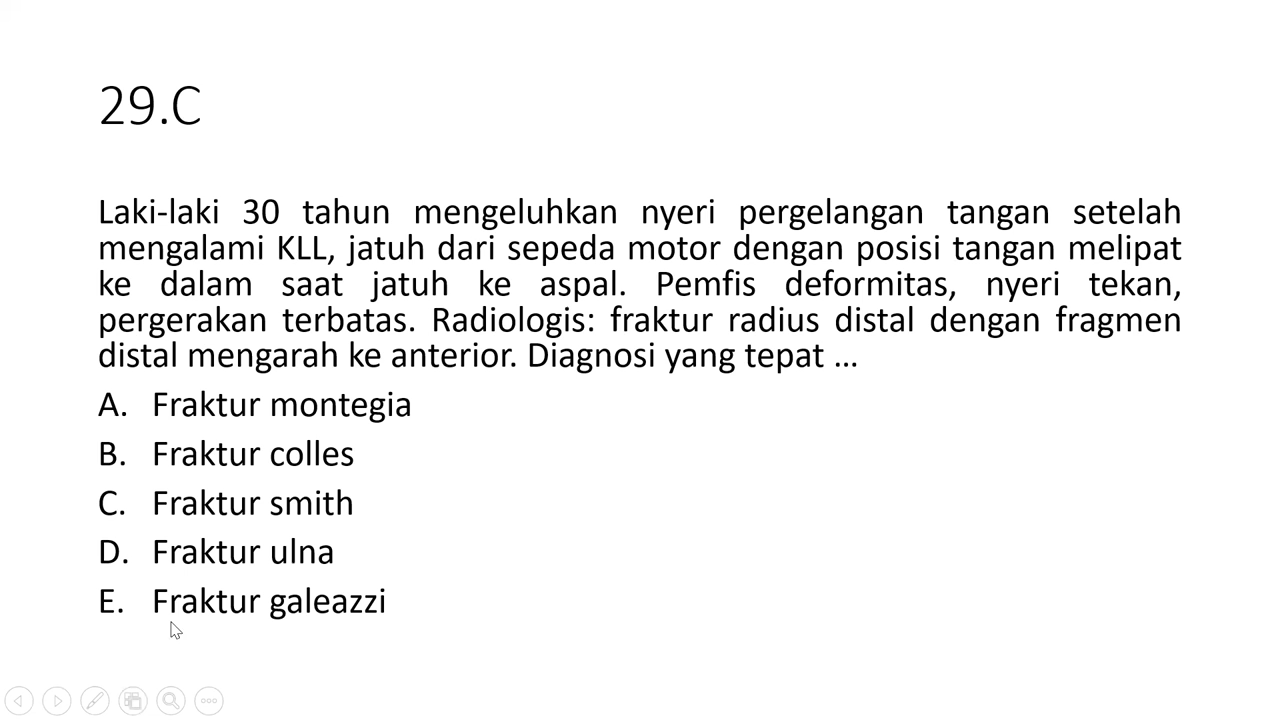 29.C
Laki-laki 30 tahun mengeluhkan nyeri pergelangan tangan setelah
mengalami KLL, jatuh dari sepeda motor dengan posisi tangan melipat
ke dalam saat jatuh ke aspal. Pemfis deformitas, nyeri tekan,
pergerakan terbatas. Radiologis: fraktur radius distal dengan fragmen
distal mengarah ke anterior. Diagnosi yang tepat ...
A. Fraktur montegia
B. Fraktur colles
C. Fraktur smith
D. Fraktur ulna
E. Fraktur galeazzi